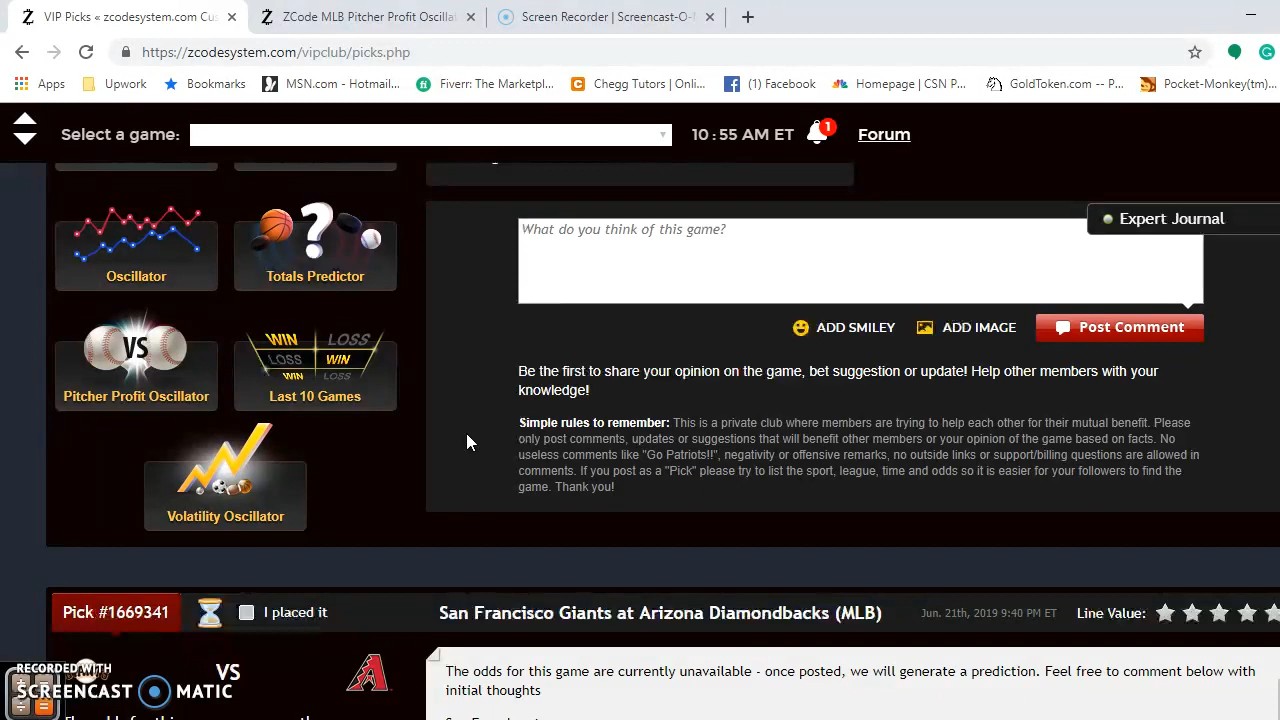 VIP Picks « zcodesystem.com Cus
ZCode MLB Pitcher Profit Oscillat
Screen Recorder | Screencast-O-M
https://zcodesystem.com/vipclub/picks.php
Apps
Upwork
Bookmarks
MSN.com - Hotmail...
Fiverr: The Marketpl...
Chegg Tutors | Onli...
(1) Facebook
Homepage | CSN P...
GoldToken.com -- P...
Pocket-Monkey(tm)...
Select a game:
10:55 AM ET
1
Forum
Expert Journal
Oscillator
?
Totals Predictor
VS
Pitcher Profit Oscillator
WIN LOSS
LOSS WIN
WIN LOSS
Last 10 Games
Volatility Oscillator
What do you think of this game?
ADD SMILEY
ADD IMAGE
Post Comment
Be the first to share your opinion on the game, bet suggestion or update! Help other members with your
knowledge!
Simple rules to remember: This is a private club where members are trying to help each other for their mutual benefit. Please
only post comments, updates or suggestions that will benefit other members or your opinion of the game based on facts. No
useless comments like "Go Patriots!!", negativity or offensive remarks, no outside links or support/billing questions are allowed in
comments. If you post as a "Pick" please try to list the sport, league, time and odds so it is easier for your followers to find the
game. Thank you!
Pick #1669341
I placed it
San Francisco Giants at Arizona Diamondbacks (MLB)
Jun. 21th, 2019 9:40 PM ET
Line Value:
VS
The odds for this game are currently unavailable - once posted, we will generate a prediction. Feel free to comment below with
initial thoughts
RECORDED WITH
SCREENCAST MATIC